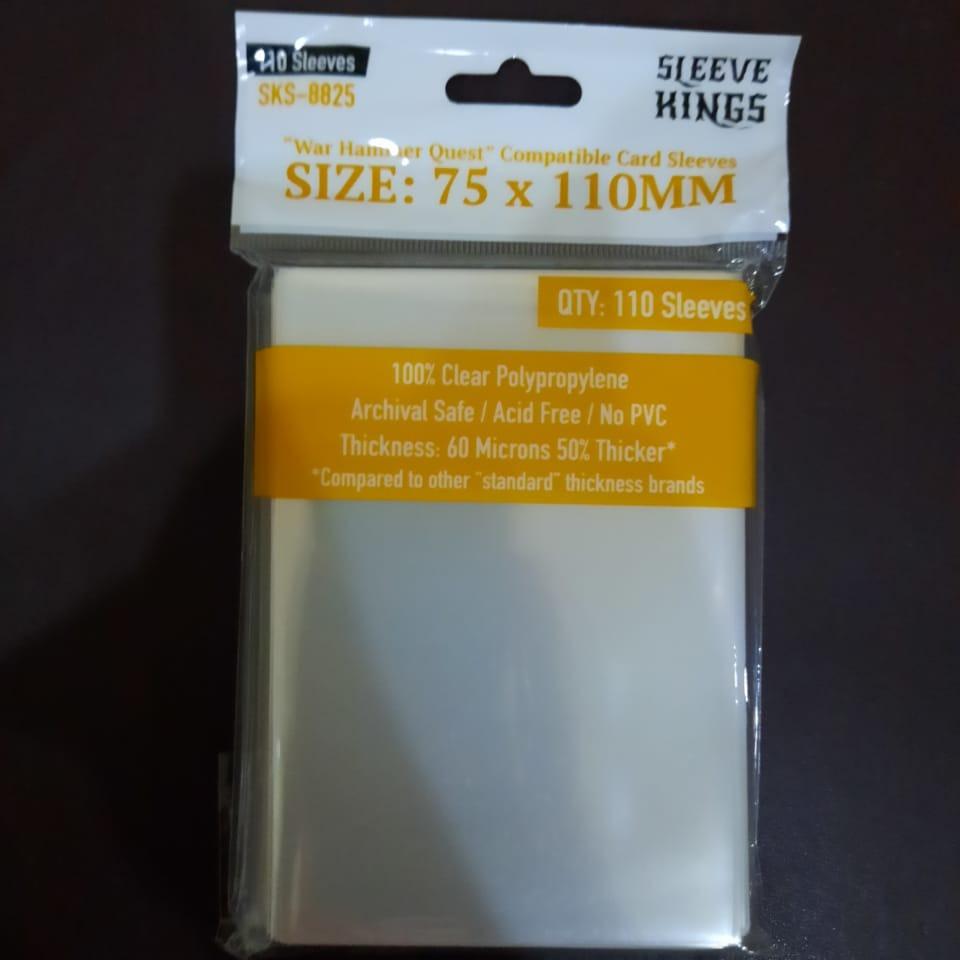 110 Sleeves
SKS-8825
SLEEVE
KINGS
"War Hammer Quest" Compatible Card Sleeves
SIZE: 75 x 110MM
QTY: 110 Sleeves
100% Clear Polypropylene
Archival Safe / Acid Free / No PVC
Thickness: 60 Microns 50% Thicker*
*Compared to other "standard" thickness brands